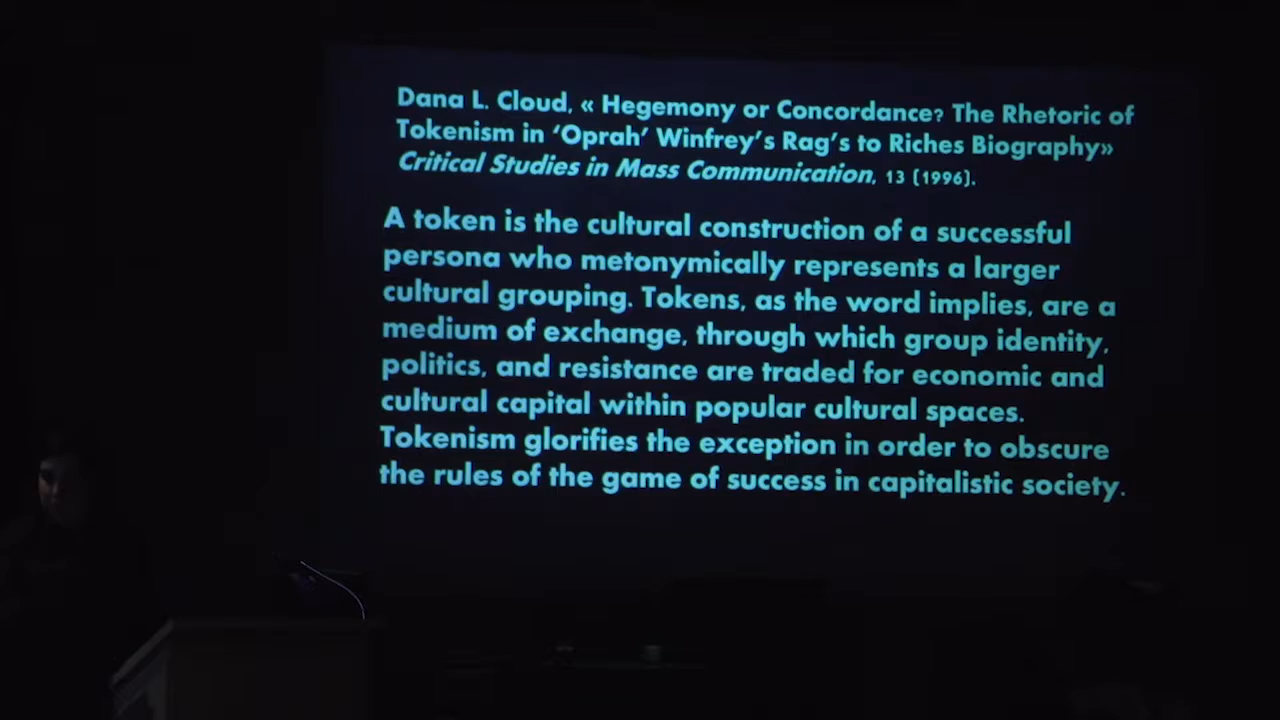 Dana L. Cloud, « Hegemony or Concordance? The Rhetoric of
Tokenism in ‘Oprah’ Winfrey’s Rag’s to Riches Biography»
Critical Studies in Mass Communication, 13 (1996).
A token is the cultural construction of a successful
persona who metonymically represents a larger
cultural grouping. Tokens, as the word implies, are a
medium of exchange, through which group identity,
politics, and resistance are traded for economic and
cultural capital within popular cultural spaces.
Tokenism glorifies the exception in order to obscure
the rules of the game of success in capitalistic society.